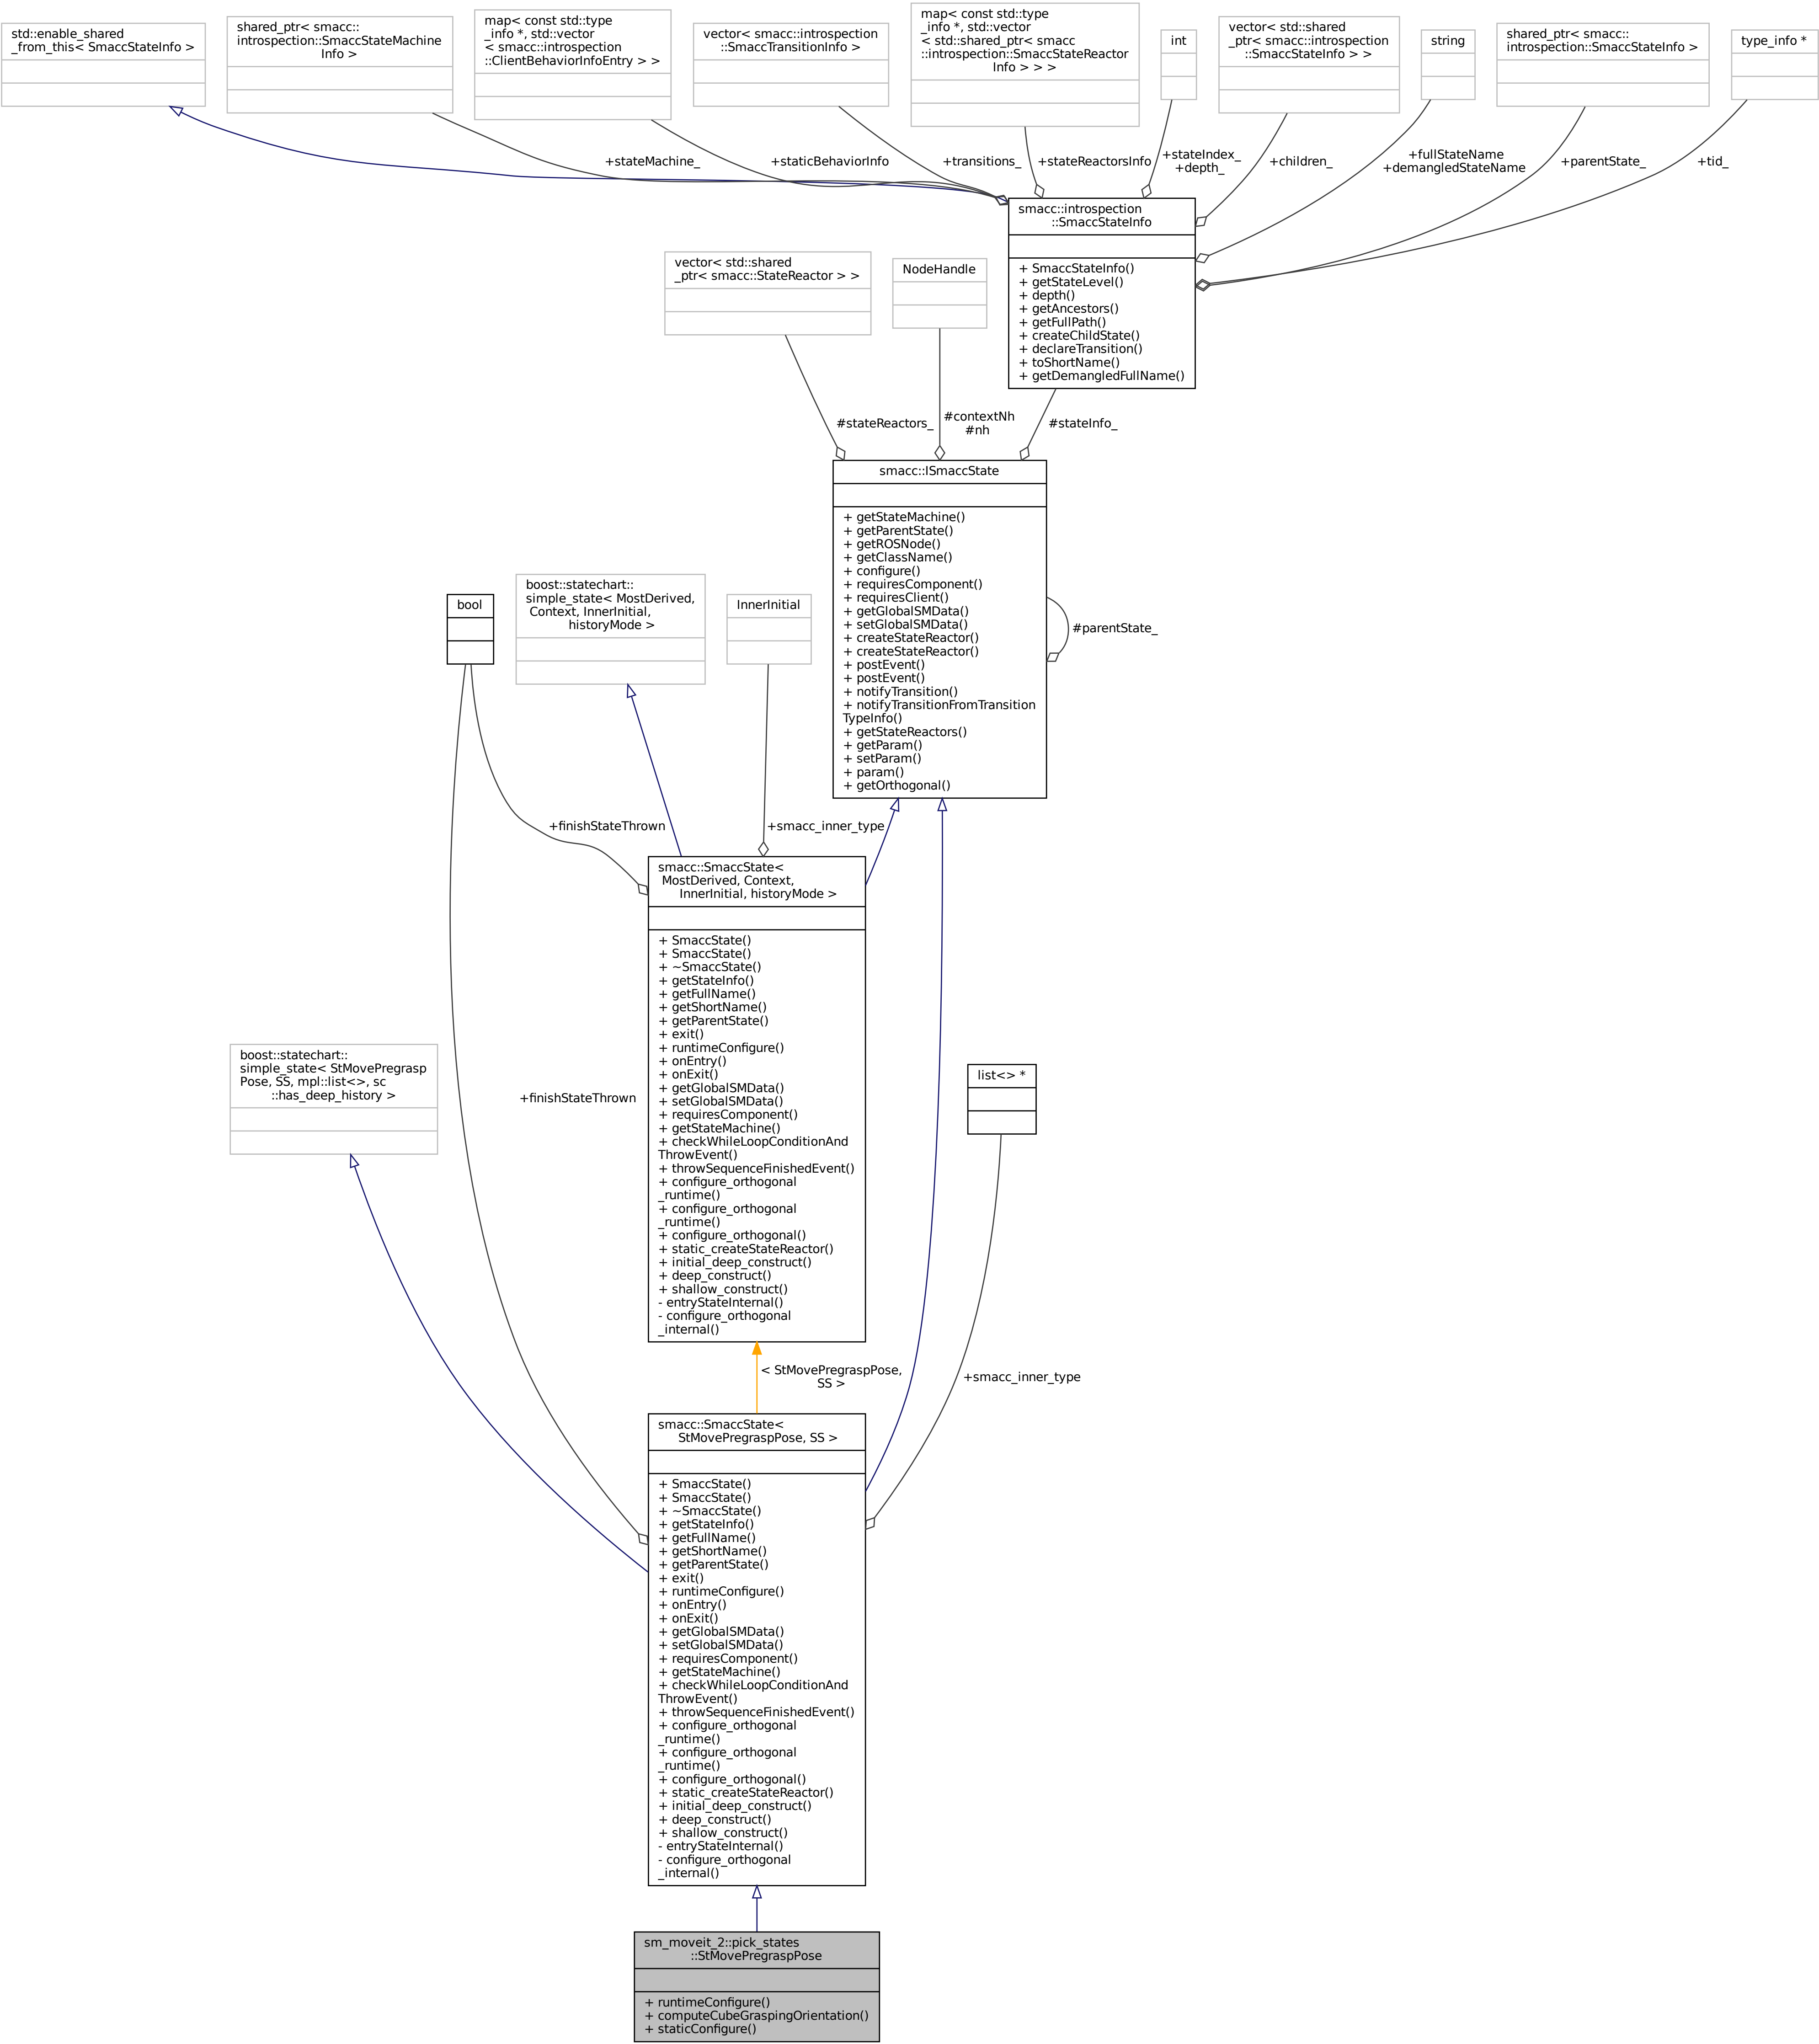 std::enable_shared
_from_this< SmaccStateInfo >
shared_ptr< smacc::
introspection::SmaccStateMachine
Info >
map< const std::type
_info *, std::vector
< smacc::introspection
::ClientBehaviorInfoEntry > >
vector< smacc::introspection
::SmaccTransitionInfo >
map< const std::type
_info *, std::vector
< std::shared_ptr< smacc
::introspection::SmaccStateReactor
Info > > >
int
vector< std::shared
_ptr< smacc::introspection
::SmaccStateInfo > >
string
shared_ptr< smacc::
introspection::SmaccStateInfo >
type_info *
+stateMachine_
+staticBehaviorInfo
+transitions_
+stateReactorsInfo
+stateIndex_
+depth_
+children_
+fullStateName
+demangledStateName
+parentState_
+tid_
smacc::introspection
::SmaccStateInfo
+ SmaccStateInfo()
+ getStateLevel()
+ depth()
+ getAncestors()
+ getFullPath()
+ createChildState()
+ declareTransition()
+ toShortName()
+ getDemangledFullName()
vector< std::shared
_ptr< smacc::StateReactor > >
NodeHandle
#stateReactors_
#contextNh
#nh
#stateInfo_
smacc::ISmaccState
+ getStateMachine()
+ getParentState()
+ getROSNode()
+ getClassName()
+ configure()
+ requiresComponent()
+ requiresClient()
+ getGlobalSMData()
+ setGlobalSMData()
+ createStateReactor()
+ createStateReactor()
+ postEvent()
+ postEvent()
+ notifyTransition()
+ notifyTransitionFromTransition
TypeInfo()
+ getStateReactors()
+ getParam()
+ setParam()
+ param()
+ getOrthogonal()
#parentState_
bool
boost::statechart::
simple_state< MostDerived,
Context, InnerInitial,
historyMode >
InnerInitial
+finishStateThrown
+smacc_inner_type
smacc::SmaccState<
MostDerived, Context,
InnerInitial, historyMode >
+ SmaccState()
+ SmaccState()
+ ~SmaccState()
+ getStateInfo()
+ getFullName()
+ getShortName()
+ getParentState()
+ exit()
+ runtimeConfigure()
+ onEntry()
+ onExit()
+ getGlobalSMData()
+ setGlobalSMData()
+ requiresComponent()
+ getStateMachine()
+ checkWhileLoopConditionAnd
ThrowEvent()
+ throwSequenceFinishedEvent()
+ configure_orthogonal
_runtime()
+ configure_orthogonal
_runtime()
+ configure_orthogonal()
+ static_createStateReactor()
+ initial_deep_construct()
+ deep_construct()
+ shallow_construct()
- entryStateInternal()
- configure_orthogonal
_internal()
boost::statechart::
simple_state< StMovePregrasp
Pose, SS, mpl::list<>, sc
::has_deep_history >
+finishStateThrown
list<> *
< StMovePregraspPose,
SS >
+smacc_inner_type
smacc::SmaccState<
StMovePregraspPose, SS >
+ SmaccState()
+ SmaccState()
+ ~SmaccState()
+ getStateInfo()
+ getFullName()
+ getShortName()
+ getParentState()
+ exit()
+ runtimeConfigure()
+ onEntry()
+ onExit()
+ getGlobalSMData()
+ setGlobalSMData()
+ requiresComponent()
+ getStateMachine()
+ checkWhileLoopConditionAnd
ThrowEvent()
+ throwSequenceFinishedEvent()
+ configure_orthogonal
_runtime()
+ configure_orthogonal
_runtime()
+ configure_orthogonal()
+ static_createStateReactor()
+ initial_deep_construct()
+ deep_construct()
+ shallow_construct()
- entryStateInternal()
- configure_orthogonal
_internal()
sm_moveit_2::pick_states
::StMovePregraspPose
+ runtimeConfigure()
+ computeCubeGraspingOrientation()
+ staticConfigure()